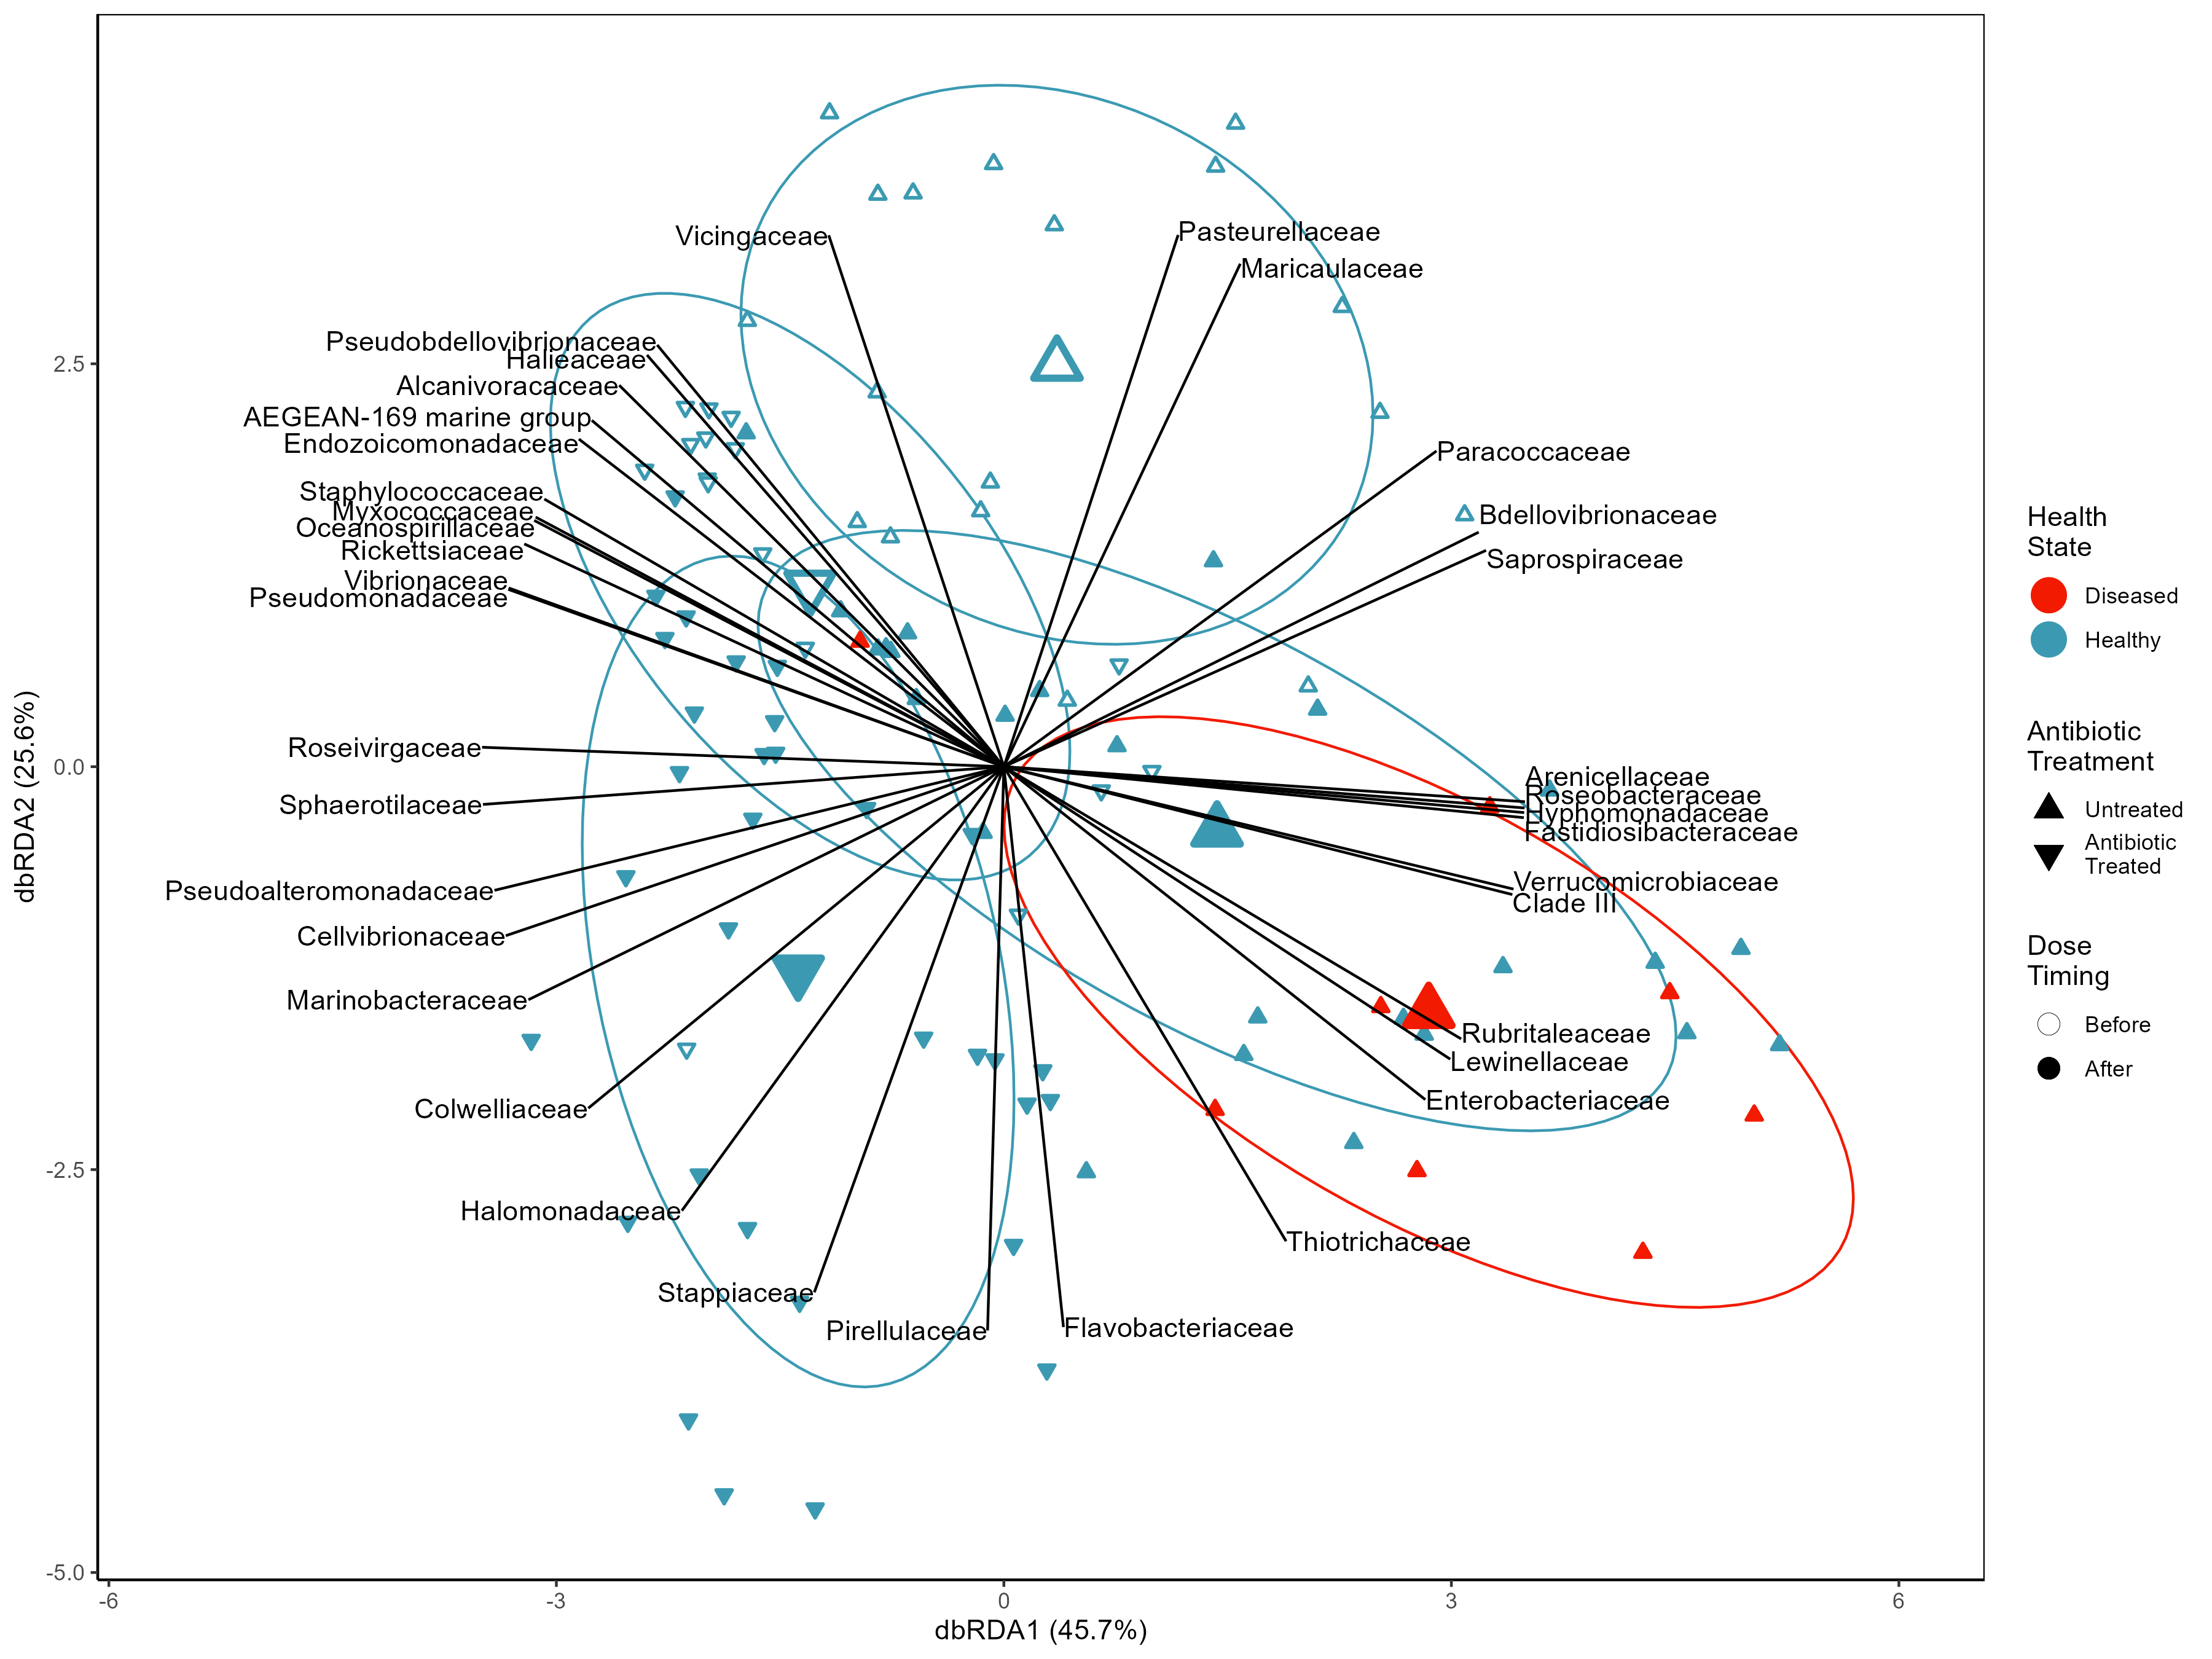 Vicingaceae
Pasteurellaceae
Maricaulaceae
Pseudobdellovibrionaceae
Halieaceae
Alcanivoracaceae
AEGEAN-169 marine group
Endozoicomonadaceae
Paracoccaceae
Staphylococcaceae
Myxococcaceae
Oceanospirillaceae
Rickettsiaceae
Vibrionaceae
Pseudomonadaceae
Bdellovibrionaceae
Saprospiraceae
Roseivirgaceae
Sphaerotilaceae
Arenicellaceae
Roseobacteraceae
Hyphomonadaceae
Fastidiosibacteraceae
Verrucomicrobiaceae
Clade III
Pseudoalteromonadaceae
Cellvibrionaceae
Marinobacteraceae
Rubritaleaceae
Lewinellaceae
Enterobacteriaceae
Colwelliaceae
Halomonadaceae
Thiotrichaceae
Stappiaceae
Pirellulaceae
Flavobacteriaceae
2.5
0.0
-2.5
-5.0
dbRDA2 (25.6%)
-6
-3
0
3
6
dbRDA1 (45.7%)
Health
State
Diseased
Healthy
Antibiotic
Treatment
Untreated
Antibiotic
Treated
Dose
Timing
Before
After